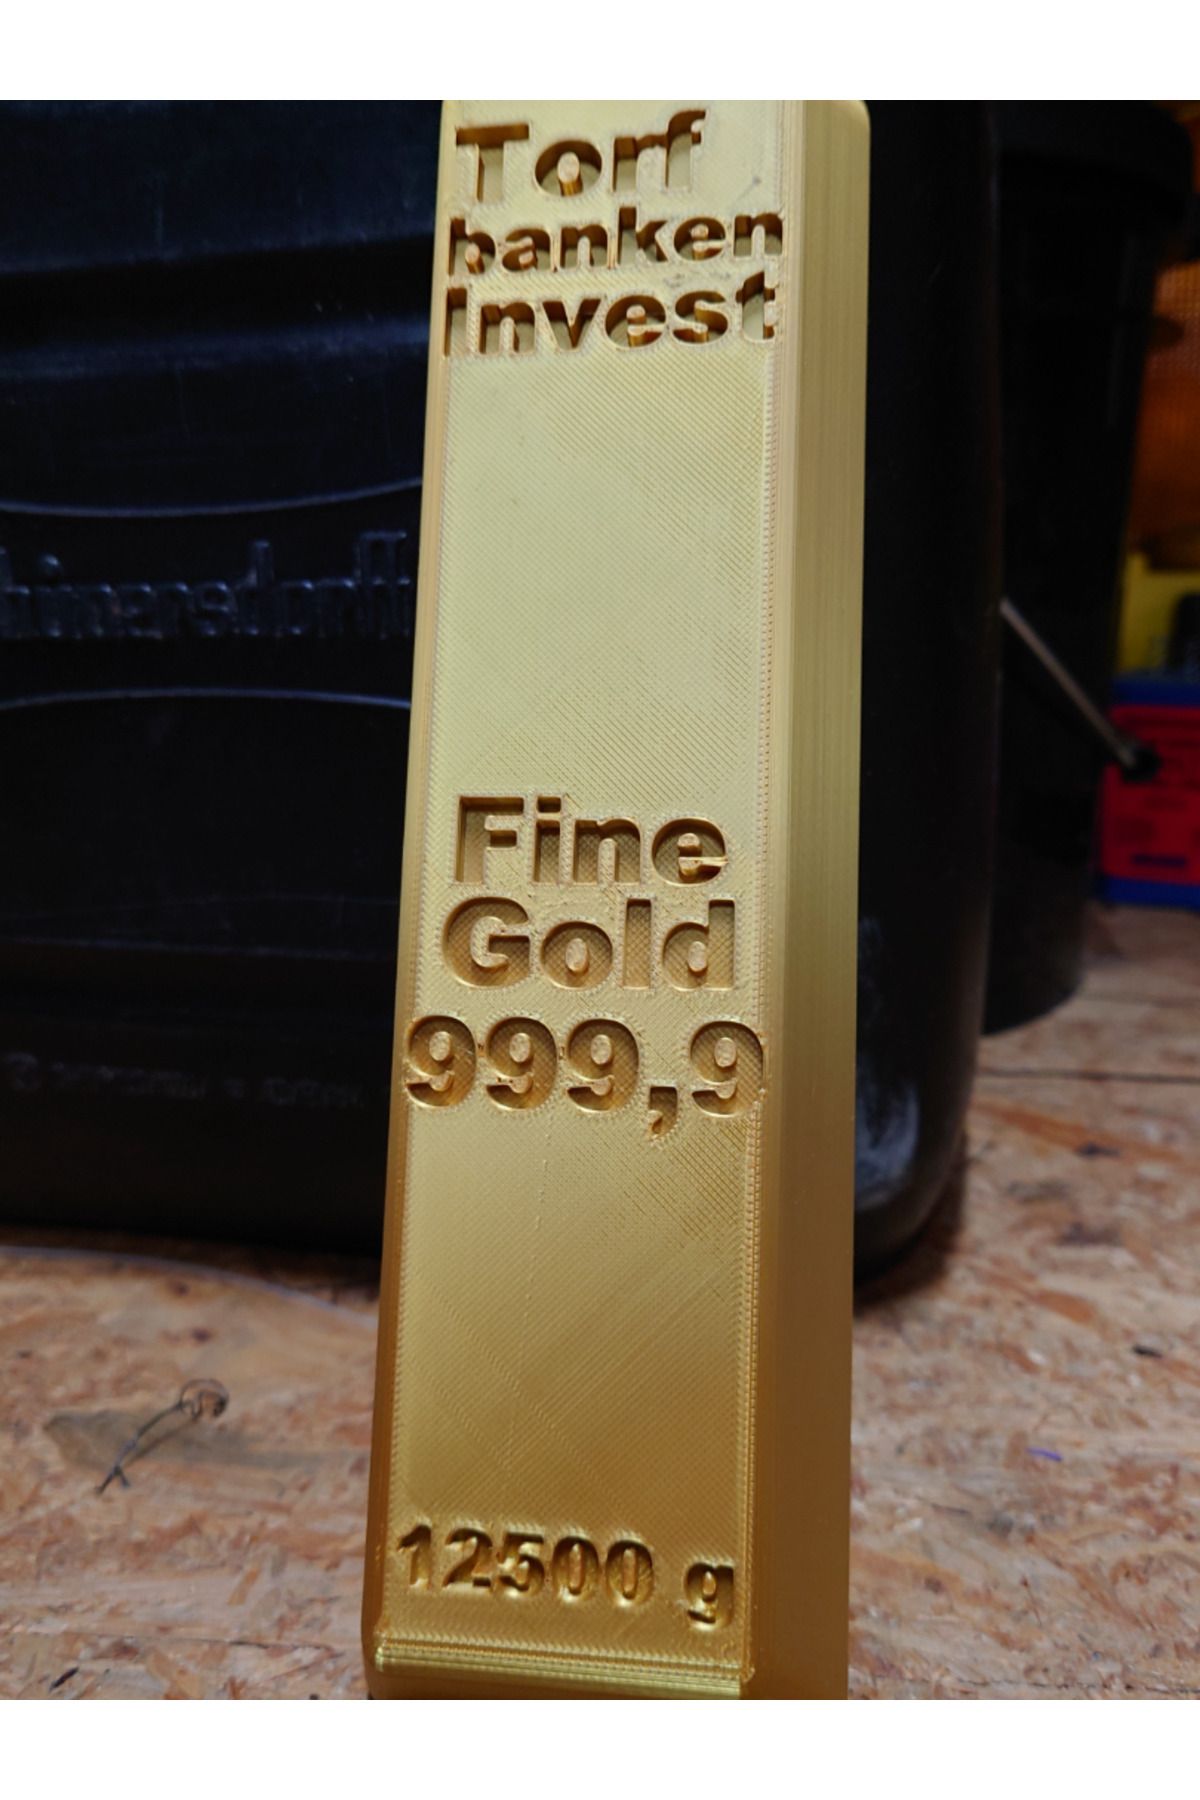 Torf
banken
invest
Fine
Gold
999,9
12500 g